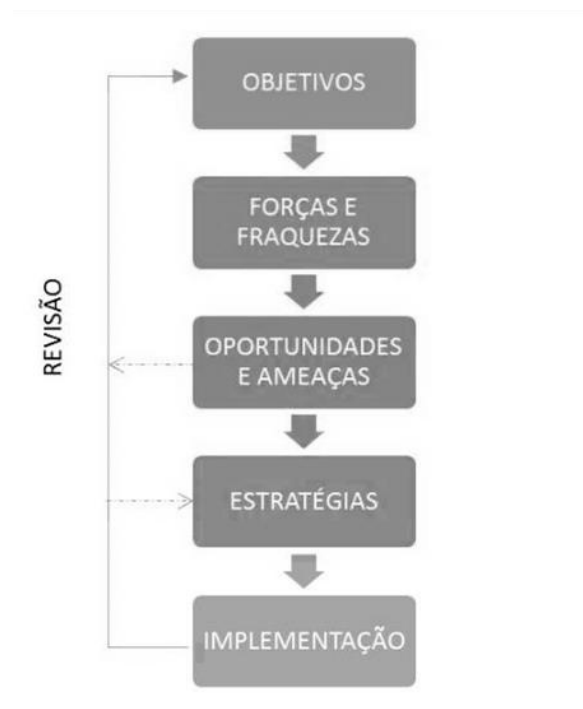 OBJETIVOS
FORÇAS E
FRAQUEZAS
OPORTUNIDADES
E AMEAÇAS
ESTRATÉGIAS
IMPLEMENTAÇÃO
REVISÃO